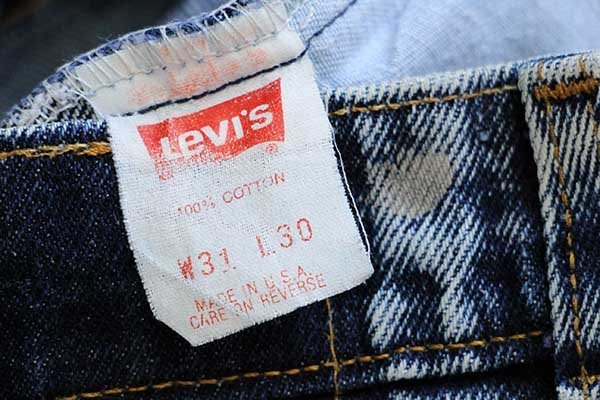 Levi's
100% COTTON
W31 L30
MADE IN U.S.A.
CARE ON REVERSE